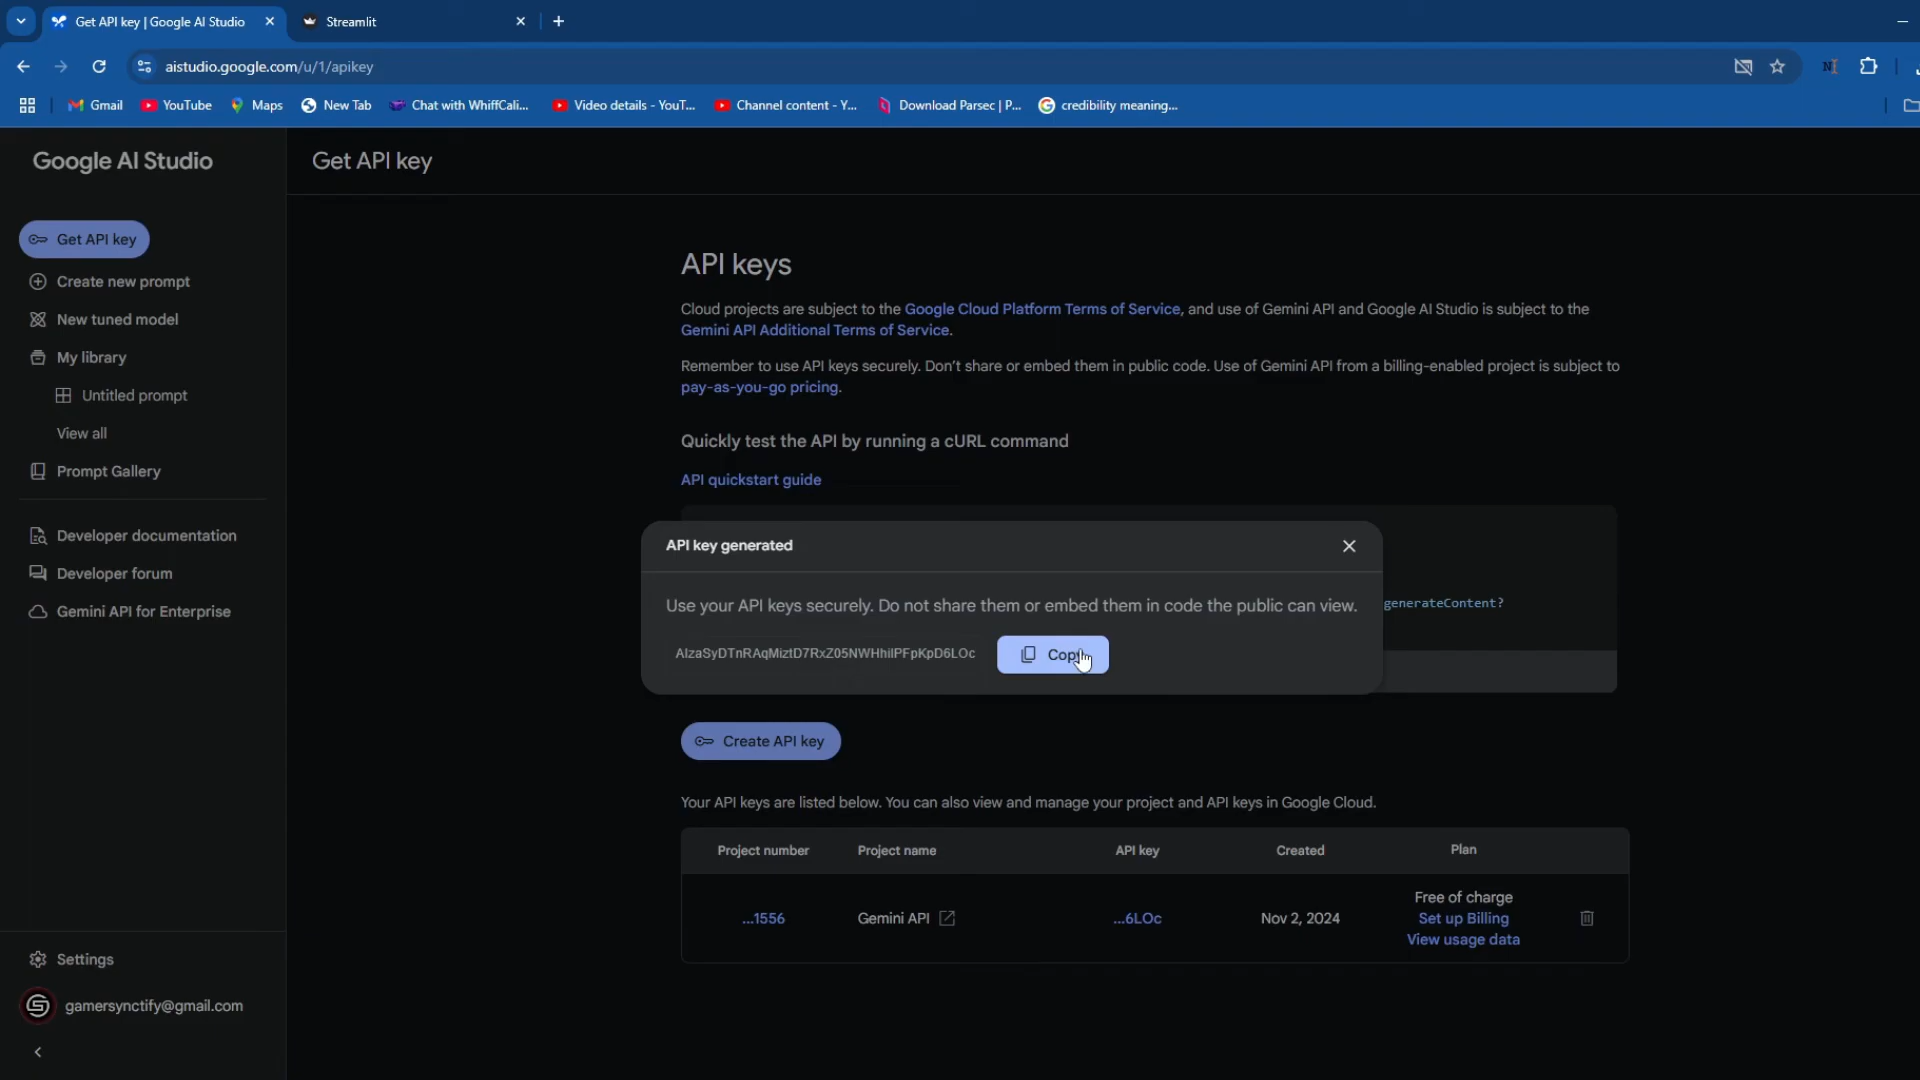 Get API key | Google AI Studio
Streamlit
aistudio.google.com/u/1/apikey
Gmail
YouTube
Maps
New Tab
Chat with WhiffCali...
Video details - YouT...
Channel content - Y...
Download Parsec | P...
credibility meaning...
Google AI Studio
Get API key
Get API key
Create new prompt
New tuned model
My library
Untitled prompt
View all
Prompt Gallery
Developer documentation
Developer forum
Gemini API for Enterprise
Settings
gamersynctify@gmail.com
API keys
Cloud projects are subject to the Google Cloud Platform Terms of Service, and use of Gemini API and Google AI Studio is subject to the
Gemini API Additional Terms of Service.
Remember to use API keys securely. Don't share or embed them in public code. Use of Gemini API from a billing-enabled project is subject to
pay-as-you-go pricing.
Quickly test the API by running a cURL command
API quickstart guide
API key generated
Use your API keys securely. Do not share them or embed them in code the public can view.
generateContent?
Copy
Create API key
Your API keys are listed below. You can also view and manage your project and API keys in Google Cloud.
Project number Project name API key Created Plan
...1556 Gemini API ...6LOc Nov 2, 2024 Free of charge
Set up Billing
View usage data